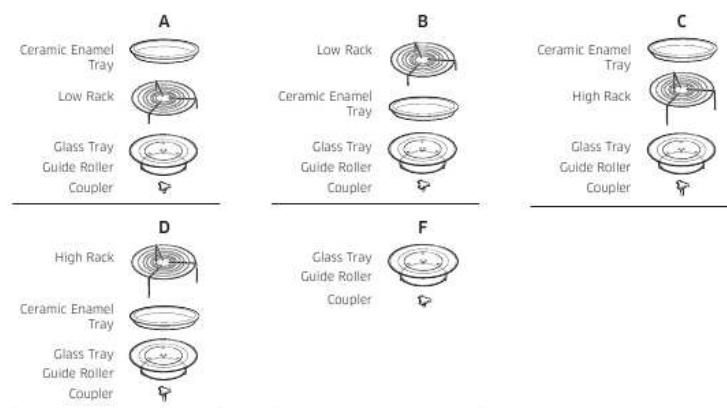 A
Ceramic Enamel
Tray
Low Rack
Glass Tray
Guide Roller
Coupler
B
Low Rack
Ceramic Enamel
Tray
Glass Tray
Guide Roller
Coupler
C
Ceramic Enamel
Tray
High Rack
Glass Tray
Guide Roller
Coupler
D
High Rack
Ceramic Enamel
Tray
Glass Tray
Guide Roller
Coupler
F
Glass Tray
Guide Roller
Coupler